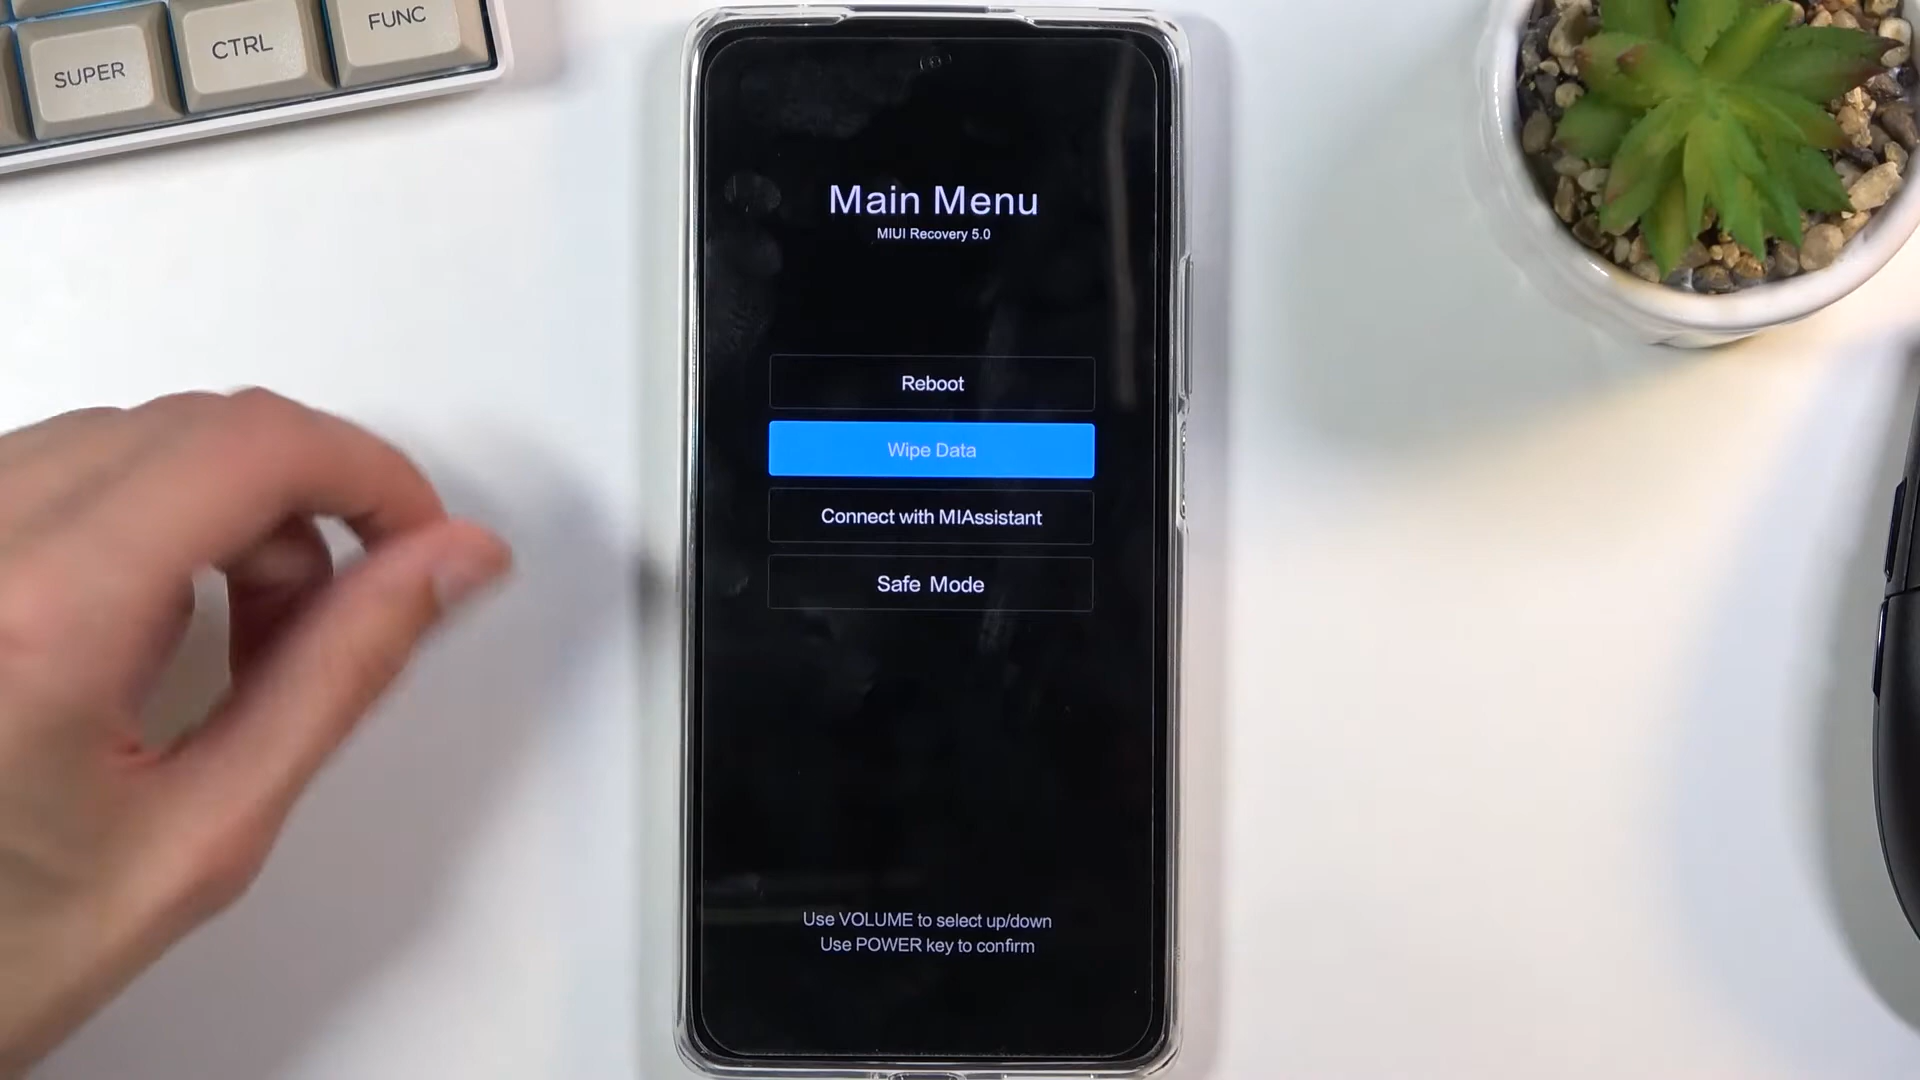 SUPER
CTRL
FUNC
Main Menu
MIUI Recovery 5.0
Reboot
Wipe Data
Connect with MIAssistant
Safe Mode
Use VOLUME to select up/down
Use POWER key to confirm